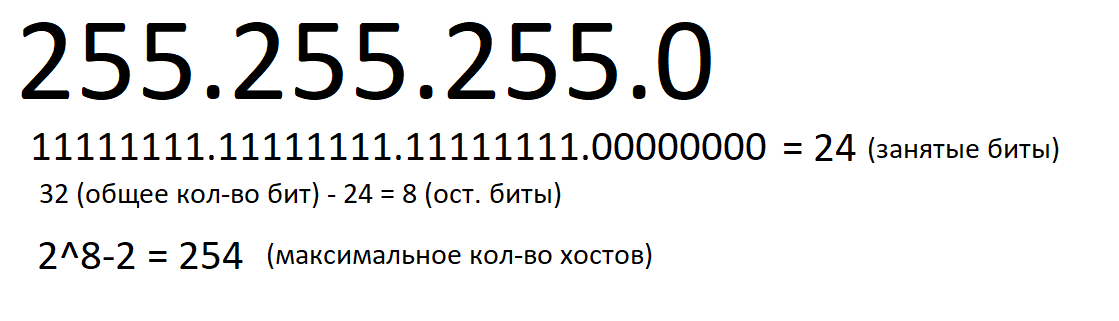 255.255.255.0
11111111.11111111.11111111.00000000 = 24 (занятые биты)
32 (общее кол-во бит) - 24 = 8 (ост. биты)
2^8-2 = 254 (максимальное кол-во хостов)